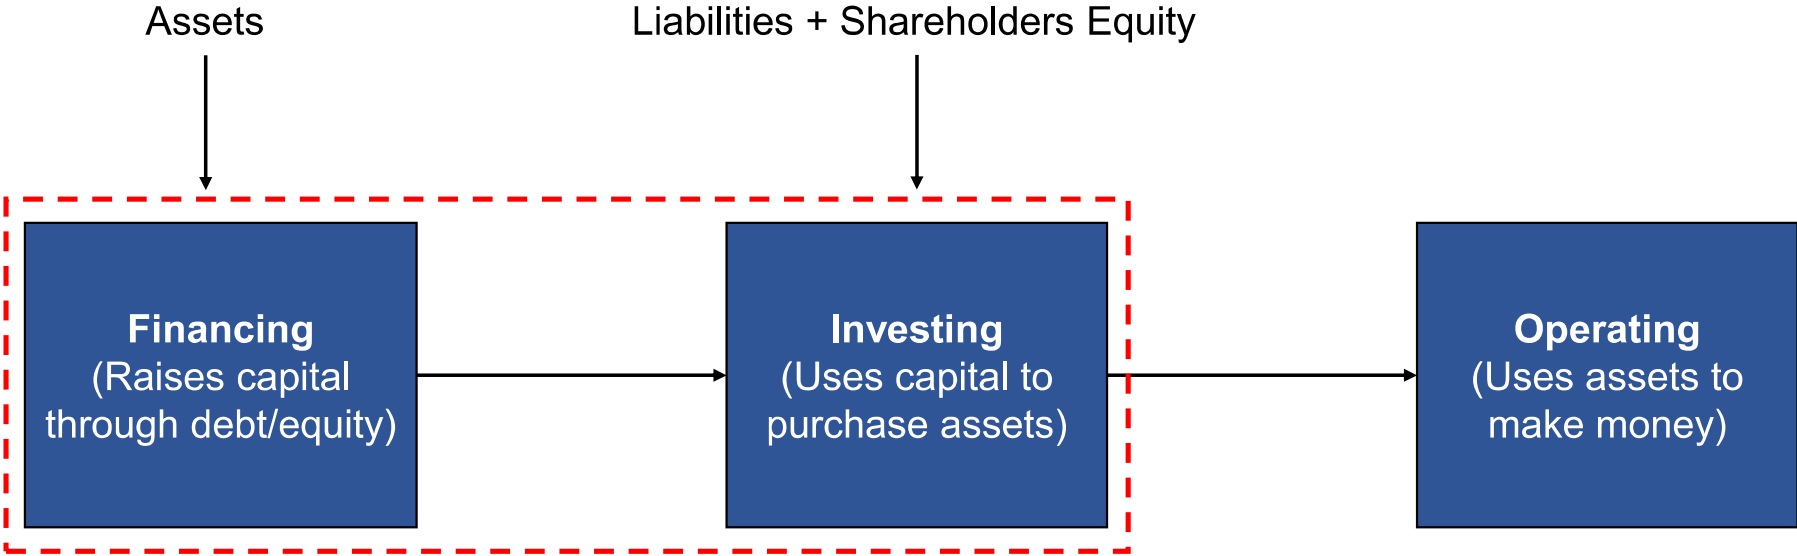 Assets
Liabilities + Shareholders Equity
Financing
(Raises capital
through debt/equity)
Investing
(Uses capital to
purchase assets)
Operating
(Uses assets to
make money)